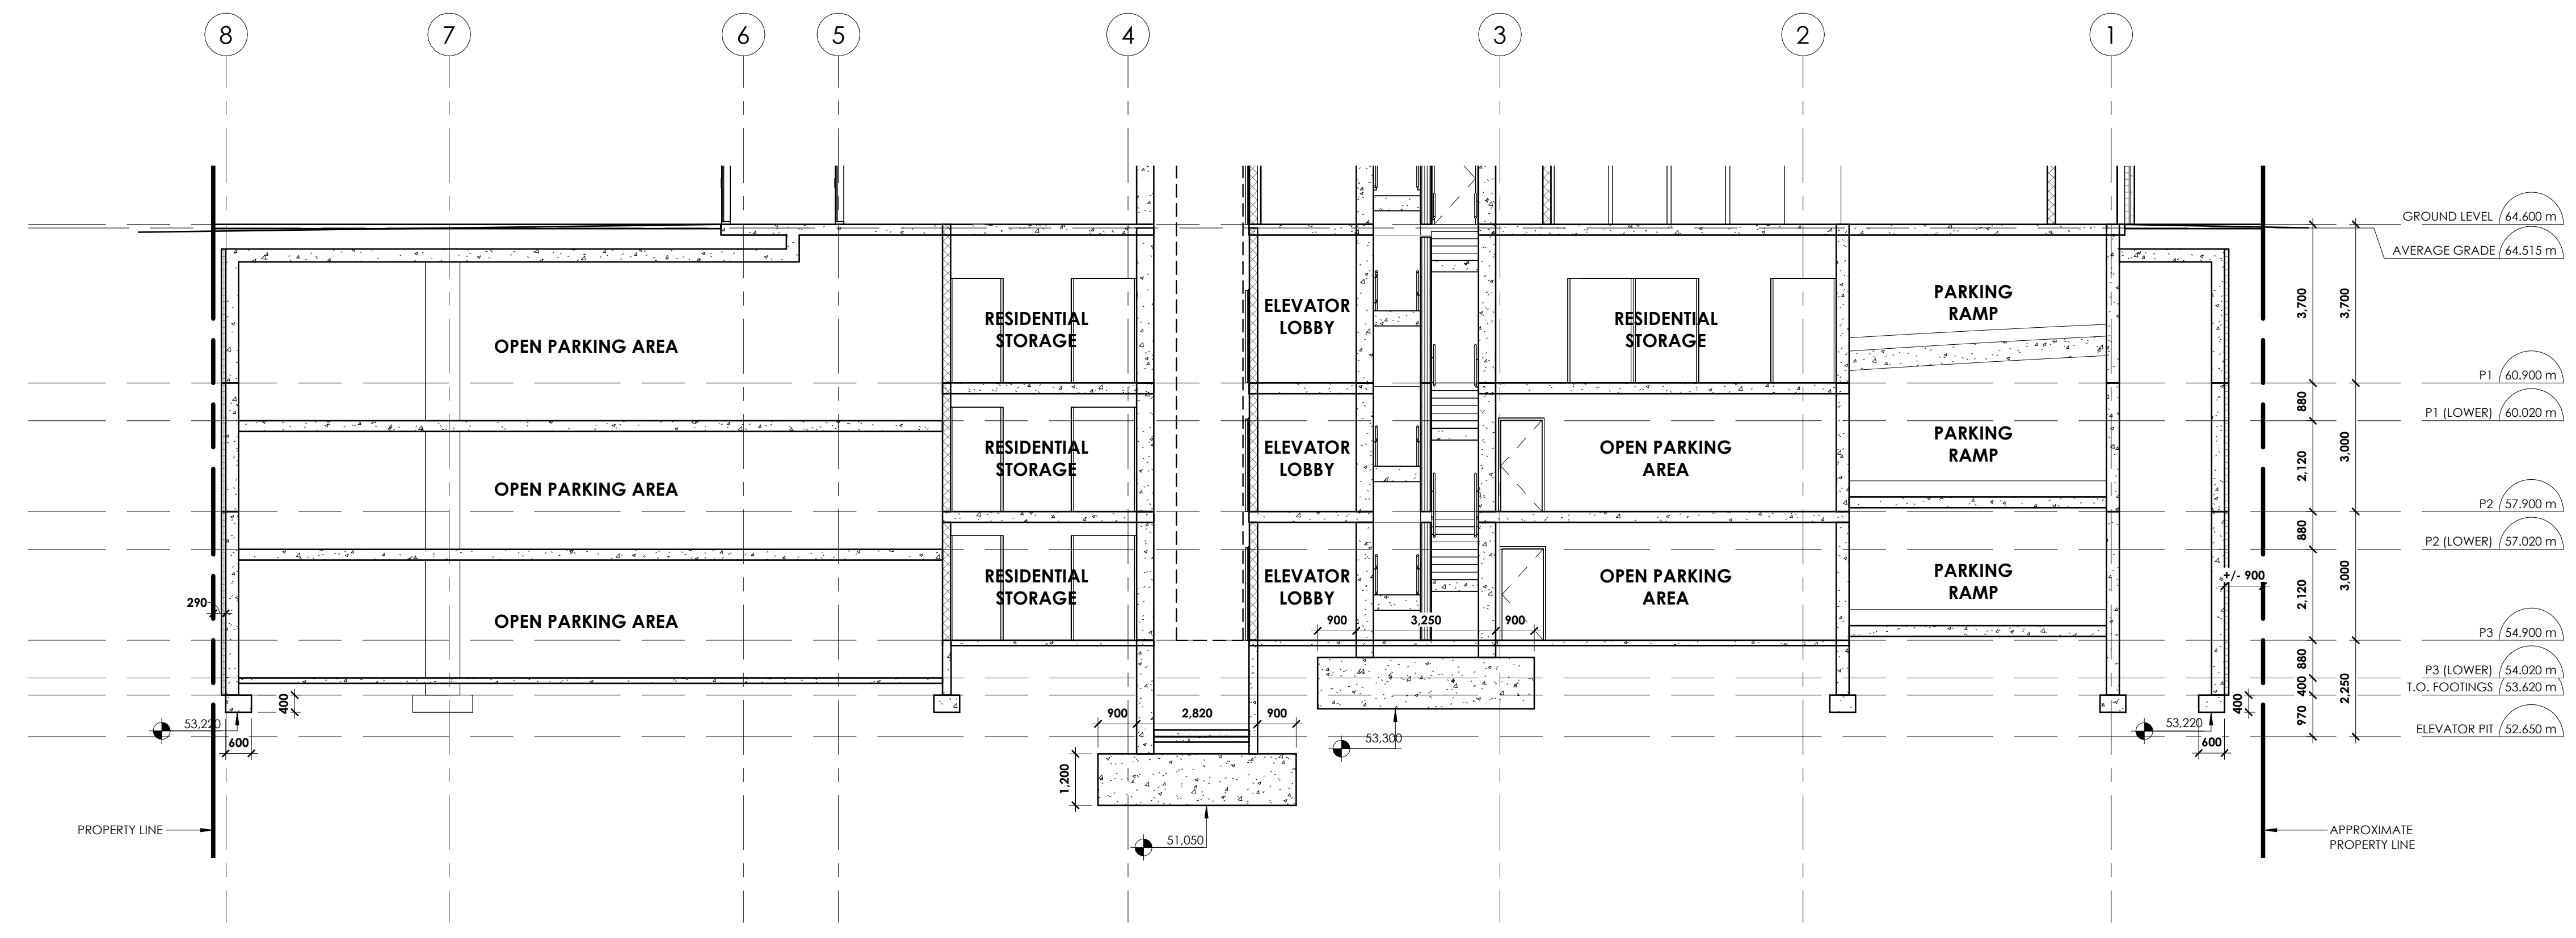 8 7 6 5 4 3 2 1
GROUND LEVEL 64.600 m
AVERAGE GRADE 64.515 m
PARKING
RAMP
ELEVATOR
LOBBY
RESIDENTIAL
STORAGE
RESIDENTIAL
STORAGE
3,700 3,700
OPEN PARKING AREA
P1 60.900 m
880
P1 (LOWER) 60.020 m
PARKING
RAMP
RESIDENTIAL
STORAGE
ELEVATOR
LOBBY
OPEN PARKING
AREA
2,120 3,000
OPEN PARKING AREA
P2 57.900 m
880
P2 (LOWER) 57.020 m
RESIDENTIAL
STORAGE
ELEVATOR
LOBBY
OPEN PARKING
AREA
PARKING
RAMP
+/- 900
2,120 3,000
290
OPEN PARKING AREA
900 3,250 900
P3 54.900 m
880
P3 (LOWER) 54.020 m
400
T.O. FOOTINGS 53.620 m
2,250
400
400
970
53,220
600
900 2,820 900
53,300
53,220
600
ELEVATOR PIT 52.650 m
1,200
51,050
PROPERTY LINE
APPROXIMATE
PROPERTY LINE